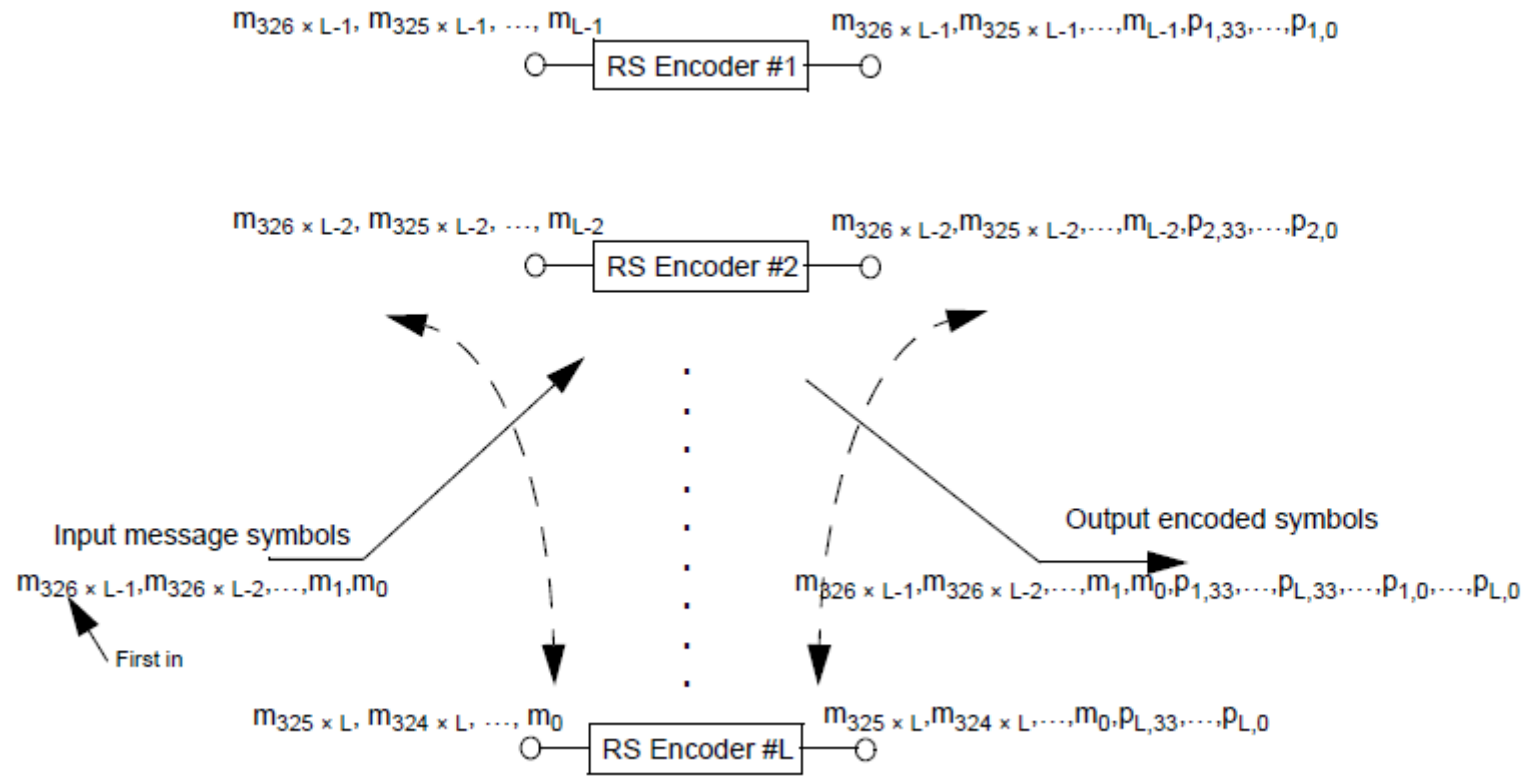 m326 × L-1, m325 × L-1, …, mL-1
m326 × L-1,m325 × L-1,…,mL-1,p1,33,…,p1,0
RS Encoder #1
m326 × L-2, m325 × L-2, …, mL-2
m326 × L-2,m325 × L-2,…,mL-2,p2,33,…,p2,0
RS Encoder #2
Input message symbols
m326 × L-1,m326 × L-2,…,m1,m0
First in
Output encoded symbols
m326 × L-1,m326 × L-2,…,m1,m0,p1,33,…,pL,33,…,p1,0,…,pL,0
m325 × L, m324 × L, …, m0
m325 × L,m324 × L,…,m0,pL,33,…,pL,0
RS Encoder #L